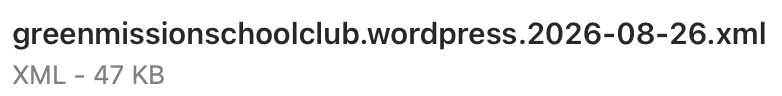 greenmissionschoolclub.wordpress.2026-08-26.xml
XML - 47 KB